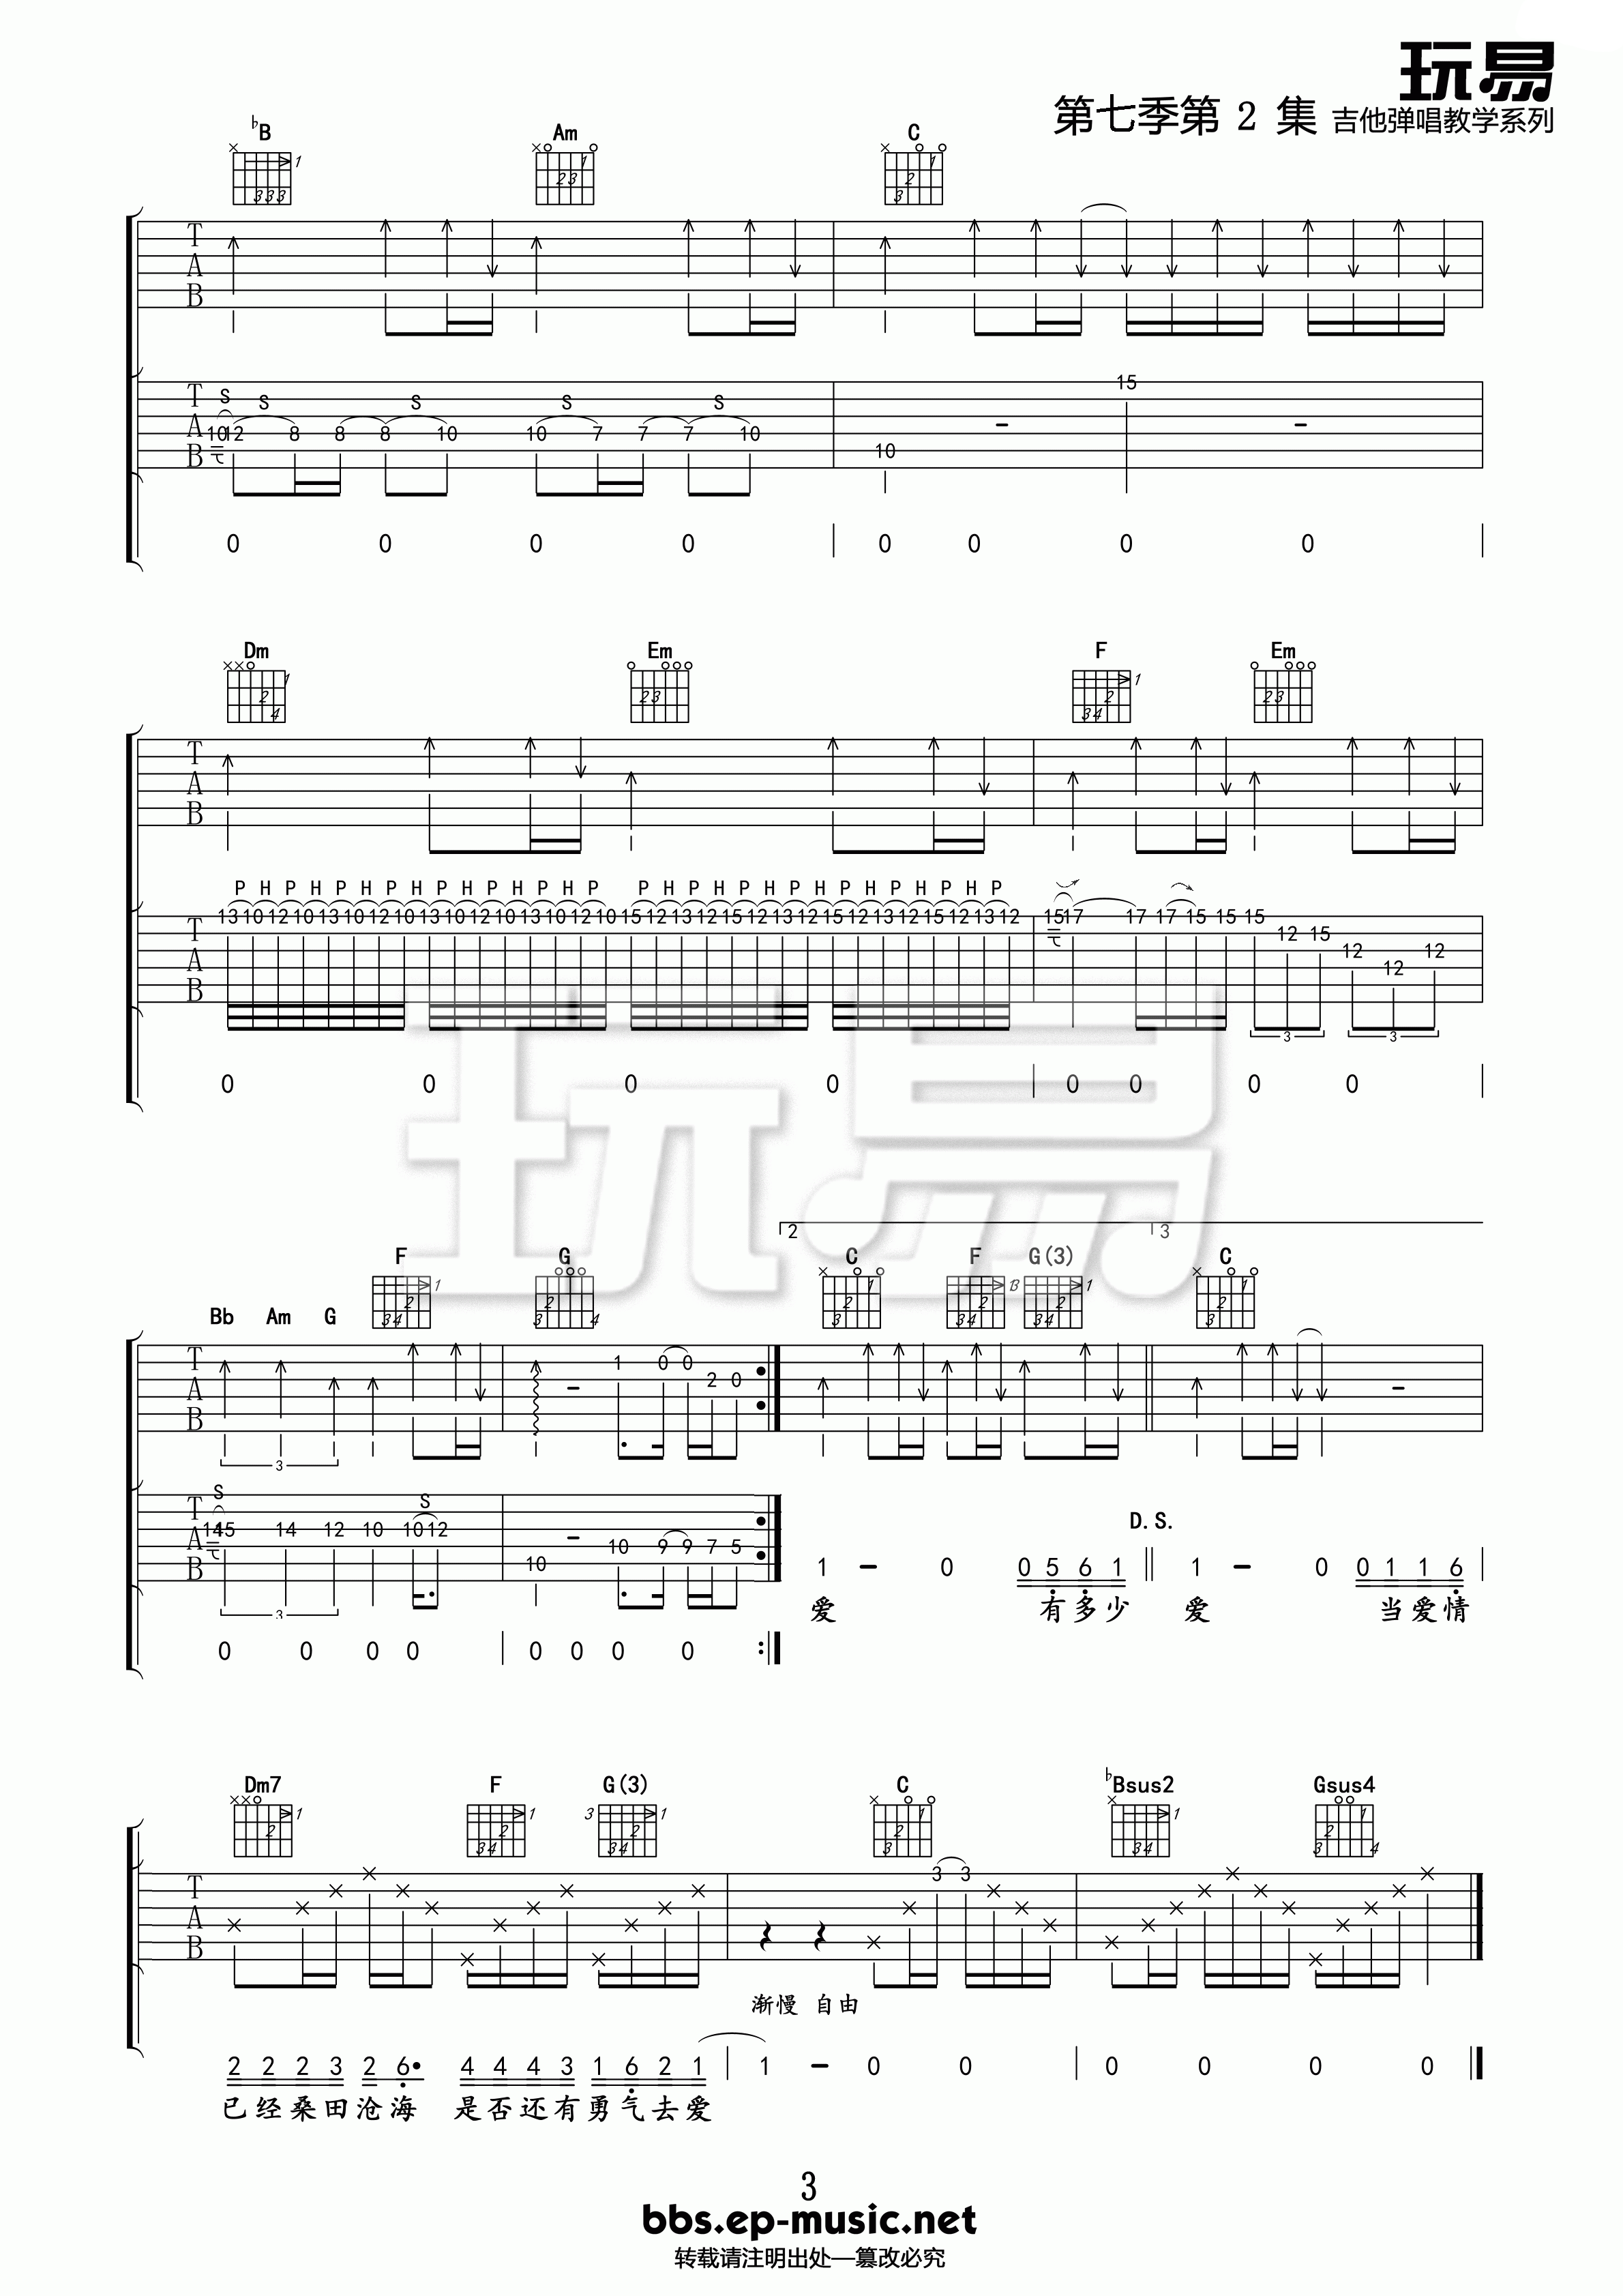 玩易
第七季第 2 集 吉他弹唱教学系列
♭B Am C
T A B
S S S S S
T A B 10 12 8 8 8 10 10 7 7 7 10 10 - 15 -
0 0 0 0 0 0 0 0
Dm Em F Em
T A B
P H P H P H P H P H P H P H P P H P H P H P H P H P H P H P
T A B 13 10 12 10 13 10 12 10 13 10 12 10 13 10 12 10 15 12 13 12 15 12 13 12 15 12 13 12 15 12 13 12 15 17 17 17 15 15 15 12 15 12 12 12
3 3
0 0 0 0 0 0 0 0
玩易
2 3
F G C F G(3) C
Bb Am G
T A B - 1 0 0 2 0 -
3
S S
T A B 14 15 14 12 10 10 12 10 - 10 9 9 7 5
3
D.S.
1 - 0 0 5 6 1 1 - 0 0 1 1 6
爱 有多少 爱 当爱情
0 0 0 0 0 0 0 0
Dm7 F G(3) C ♭Bsus2 Gsus4
T A B 3 3
渐慢 自由
2 2 2 3 2 6• 4 4 4 3 1 6 2 1 1 - 0 0 0 0 0 0
已经桑田沧海 是否还有勇气去爱
3
bbs.ep-music.net
转载请注明出处—篡改必究